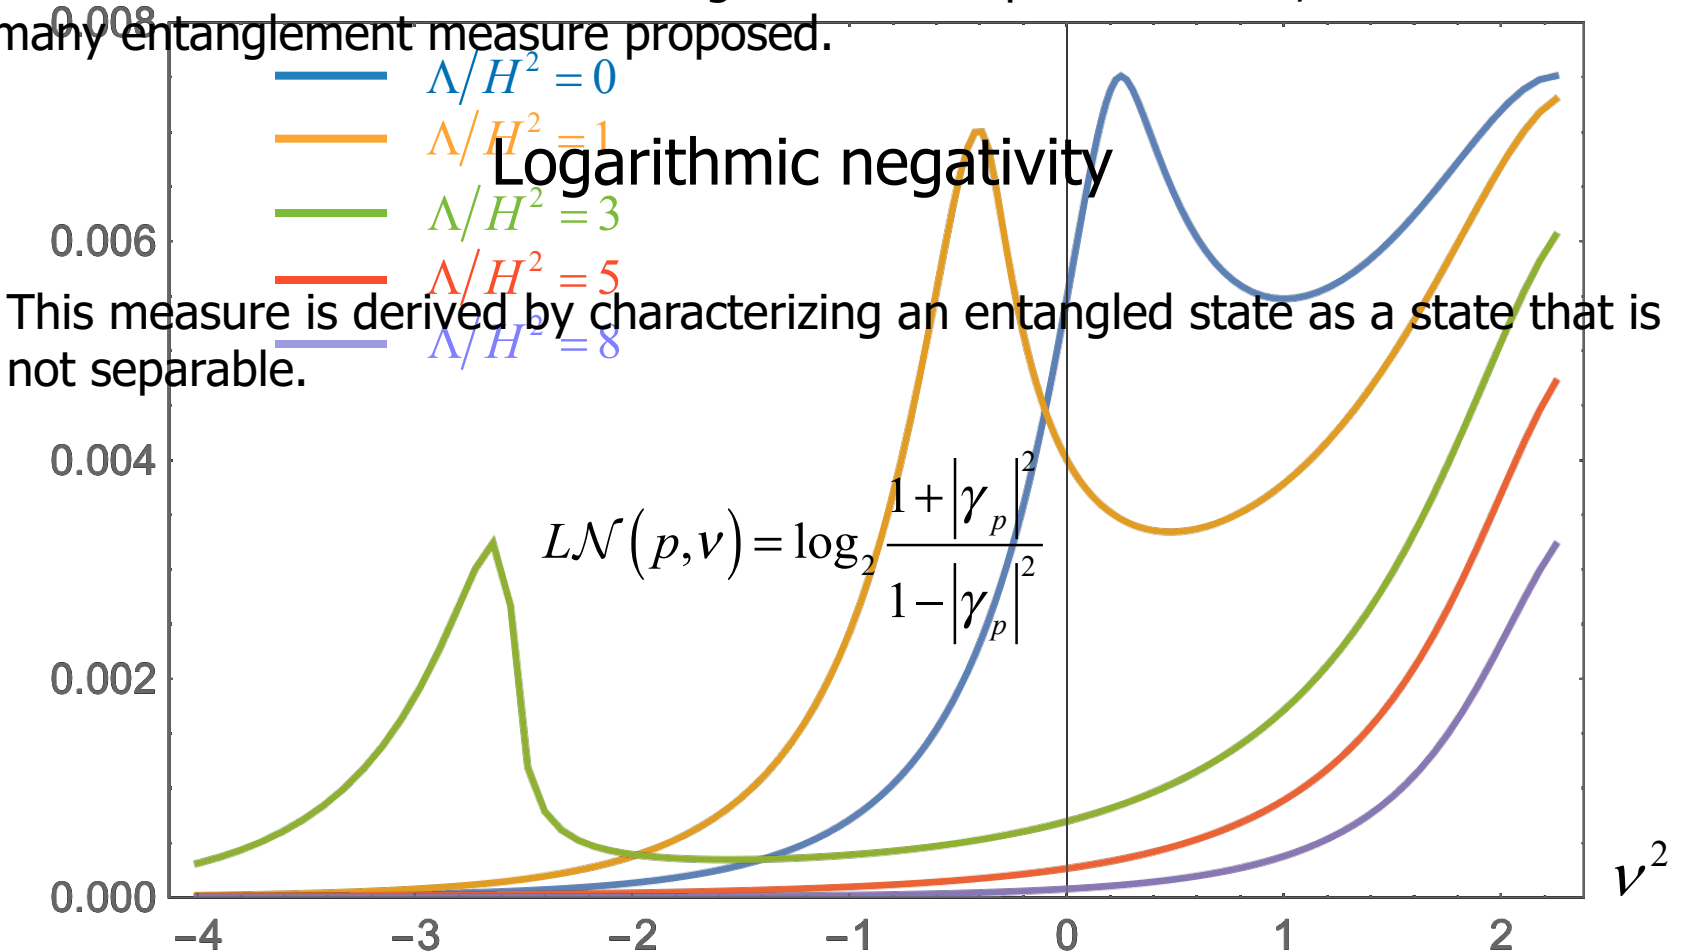 0.008
many entanglement measure proposed.
Λ/H² = 0
Λ/H² = 1
Logarithmic negativity
Λ/H² = 3
0.006
Λ/H² = 5
This measure is derived by characterizing an entangled state as a state that is
Λ/H² = 8
not separable.
0.004
LN(p,ν) = log₂ (1+|γₚ|²)/(1−|γₚ|²)
0.002
0.000
ν²
−4 −3 −2 −1 0 1 2